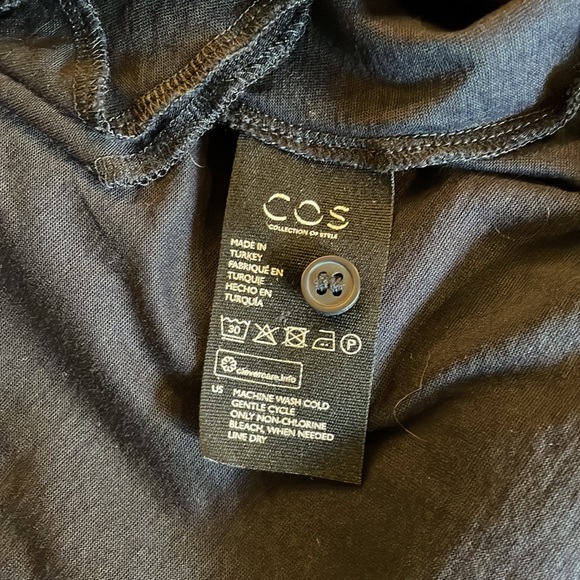 COS
COLLECTION OF STYLE
MADE IN
TURKEY
FABRIQUÉ EN
TURQUIE
HECHO EN
TURQUÍA
30 P
clevercare.info
US MACHINE WASH COLD
GENTLE CYCLE
ONLY NON-CHLORINE
BLEACH, WHEN NEEDED
LINE DRY